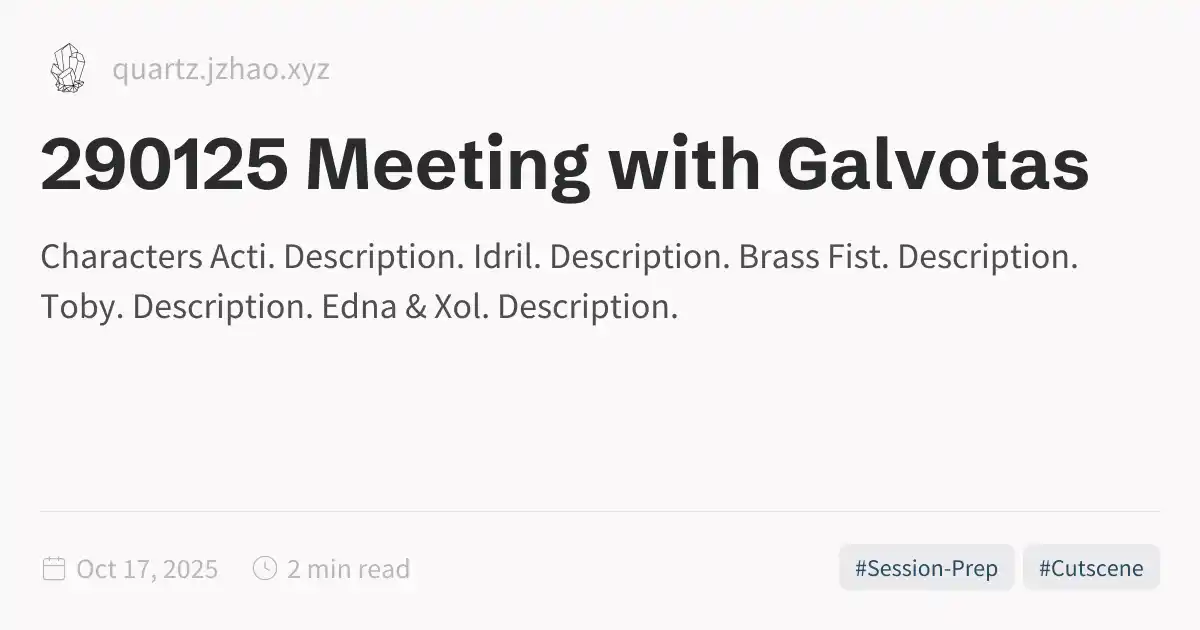 quartz.jzhao.xyz
290125 Meeting with Galvotas
Characters Acti. Description. Idril. Description. Brass Fist. Description.
Toby. Description. Edna & Xol. Description.
Oct 17, 2025 2 min read #Session-Prep #Cutscene